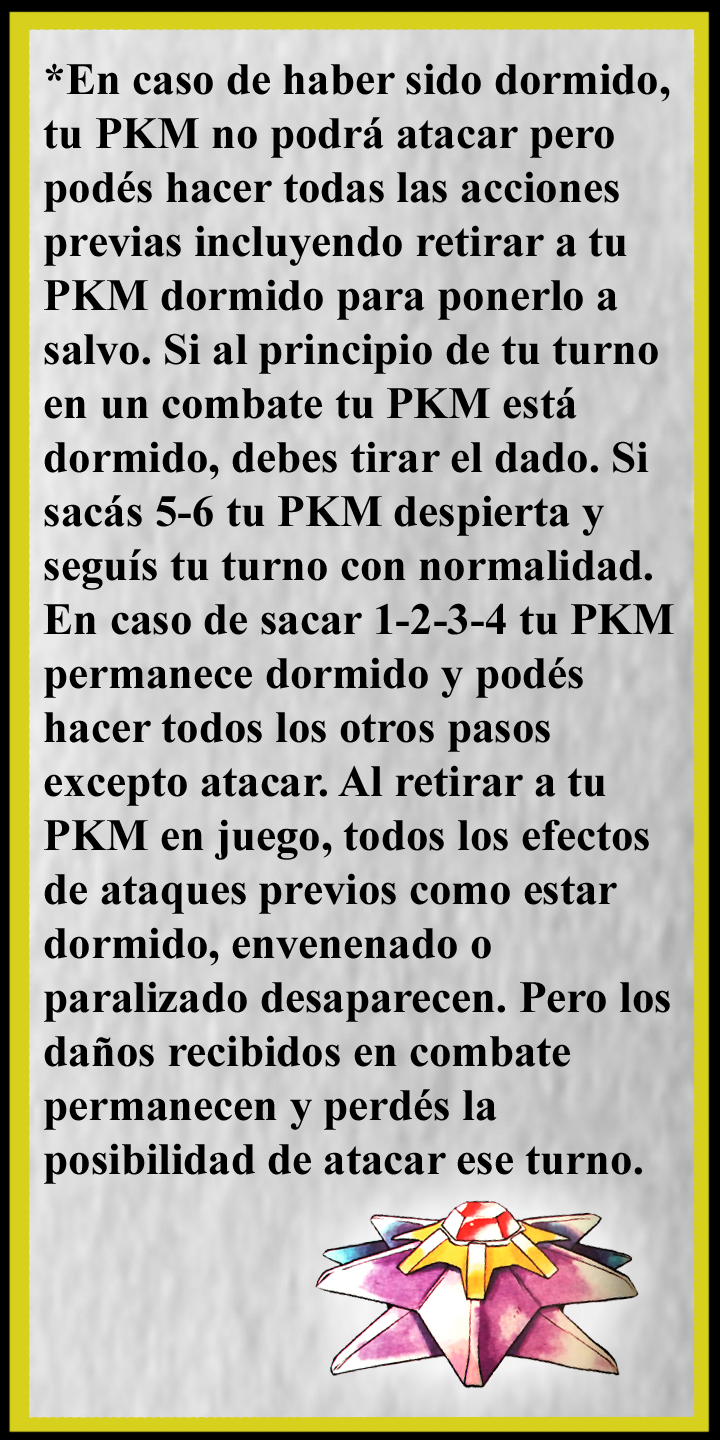 *En caso de haber sido dormido,
tu PKM no podrá atacar pero
podés hacer todas las acciones
previas incluyendo retirar a tu
PKM dormido para ponerlo a
salvo. Si al principio de tu turno
en un combate tu PKM está
dormido, debes tirar el dado. Si
sacás 5-6 tu PKM despierta y
seguís tu turno con normalidad.
En caso de sacar 1-2-3-4 tu PKM
permanece dormido y podés
hacer todos los otros pasos
excepto atacar. Al retirar a tu
PKM en juego, todos los efectos
de ataques previos como estar
dormido, envenenado o
paralizado desaparecen. Pero los
daños recibidos en combate
permanecen y perdés la
posibilidad de atacar ese turno.